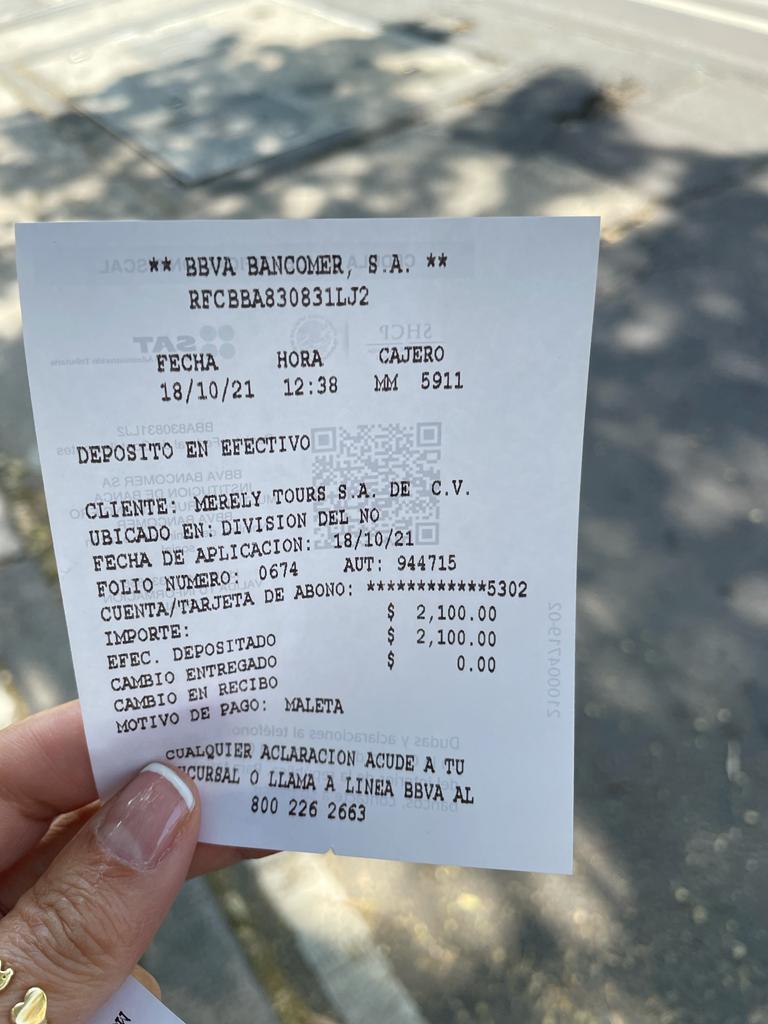 ** BBVA BANCOMER, S.A. **
RFCBBA830831LJ2
FECHA HORA CAJERO
18/10/21 12:38 MM 5911
DEPOSITO EN EFECTIVO
CLIENTE: MERELY TOURS S.A. DE C.V.
UBICADO EN: DIVISION DEL NO
FECHA DE APLICACION: 18/10/21
FOLIO NUMERO: 0674 AUT: 944715
CUENTA/TARJETA DE ABONO: ************5302
IMPORTE: $ 2,100.00
EFEC. DEPOSITADO $ 2,100.00
CAMBIO ENTREGADO $ 0.00
CAMBIO EN RECIBO
MOTIVO DE PAGO: MALETA
CUALQUIER ACLARACION ACUDE A TU
UCURSAL O LLAMA A LINEA BBVA AL
800 226 2663